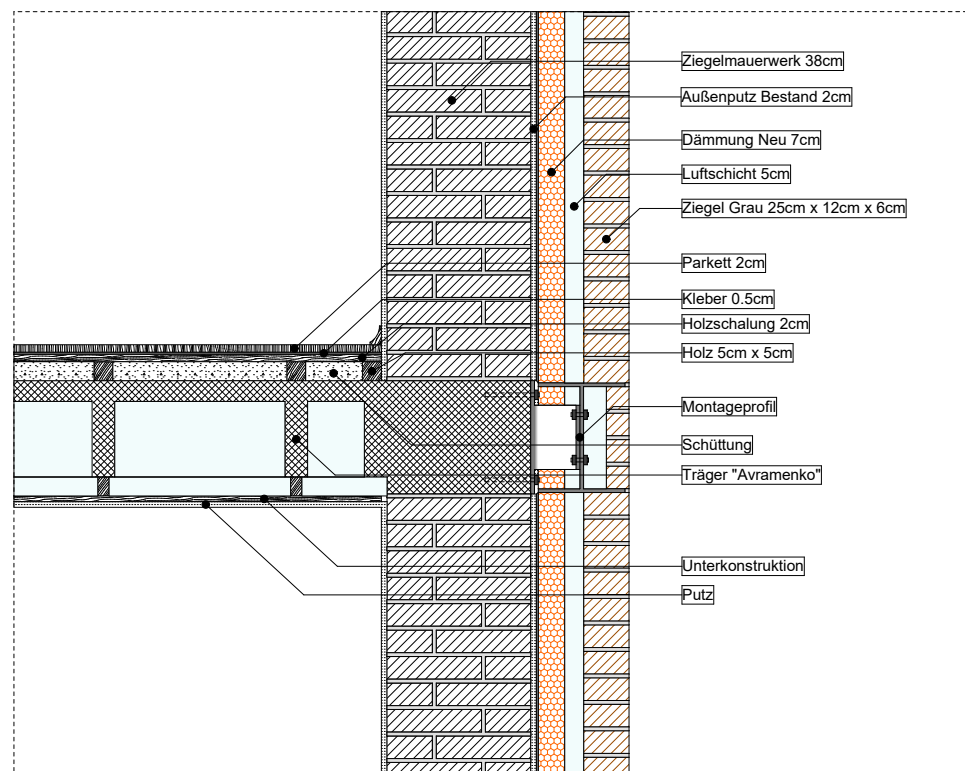 Ziegelmauerwerk 38cm
Außenputz Bestand 2cm
Dämmung Neu 7cm
Luftschicht 5cm
Ziegel Grau 25cm x 12cm x 6cm
Parkett 2cm
Kleber 0.5cm
Holzschalung 2cm
Holz 5cm x 5cm
Montageprofil
Schüttung
Träger "Avramenko"
Unterkonstruktion
Putz